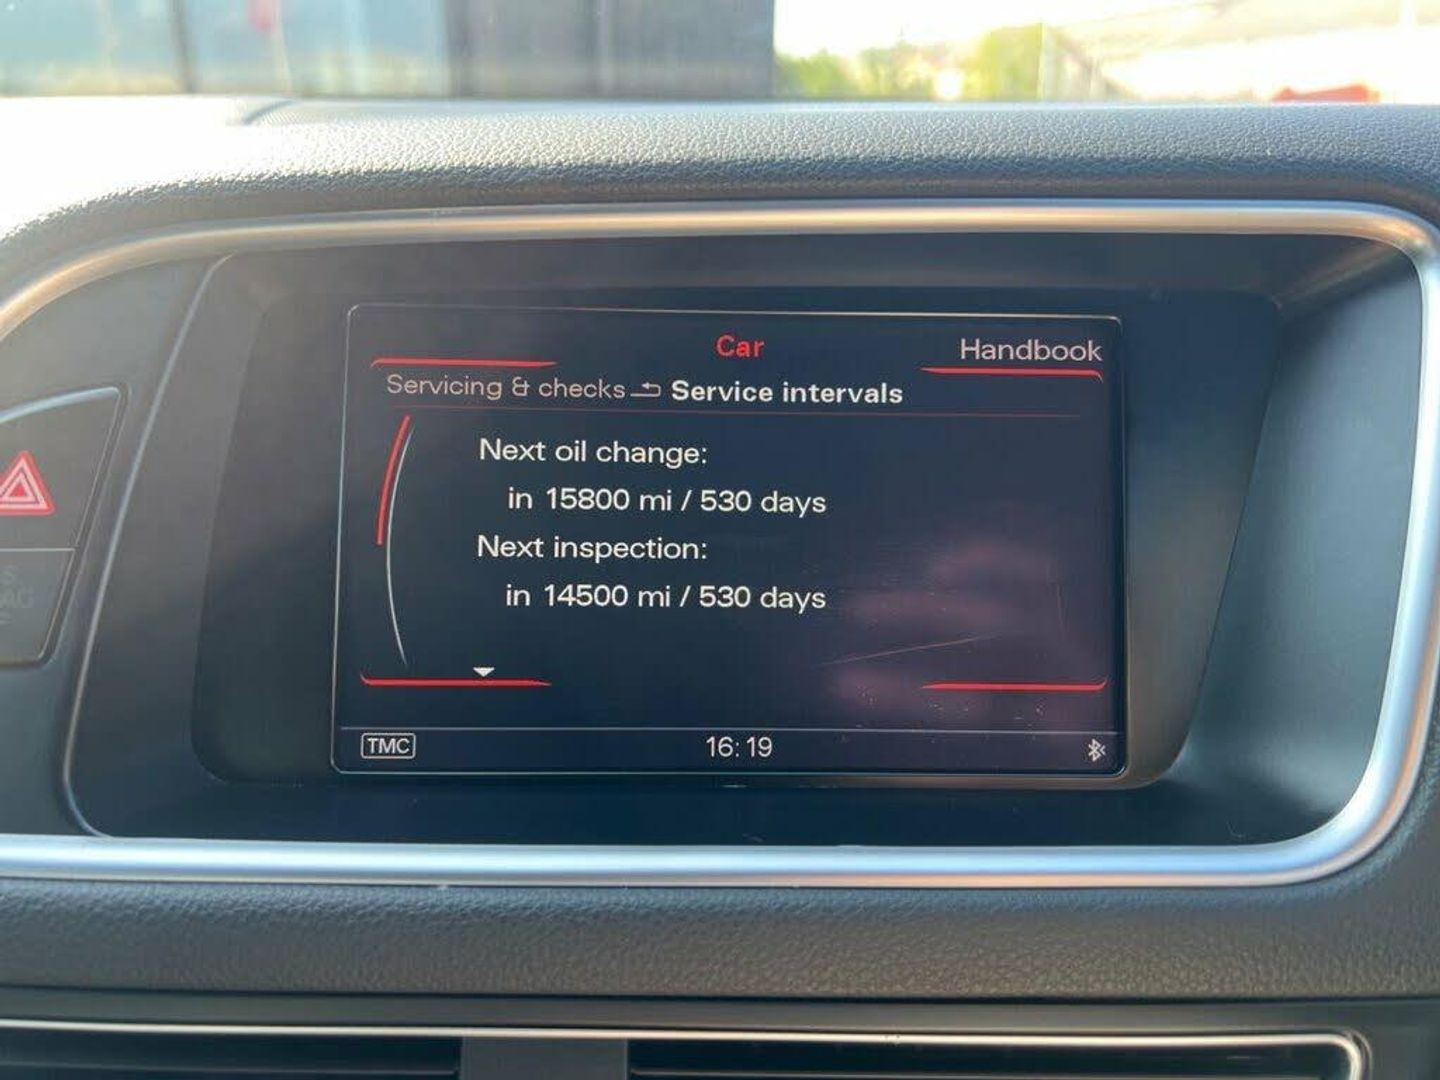 Car
Handbook
Servicing & checks Service intervals
Next oil change:
in 15800 mi / 530 days
Next inspection:
in 14500 mi / 530 days
TMC
16:19